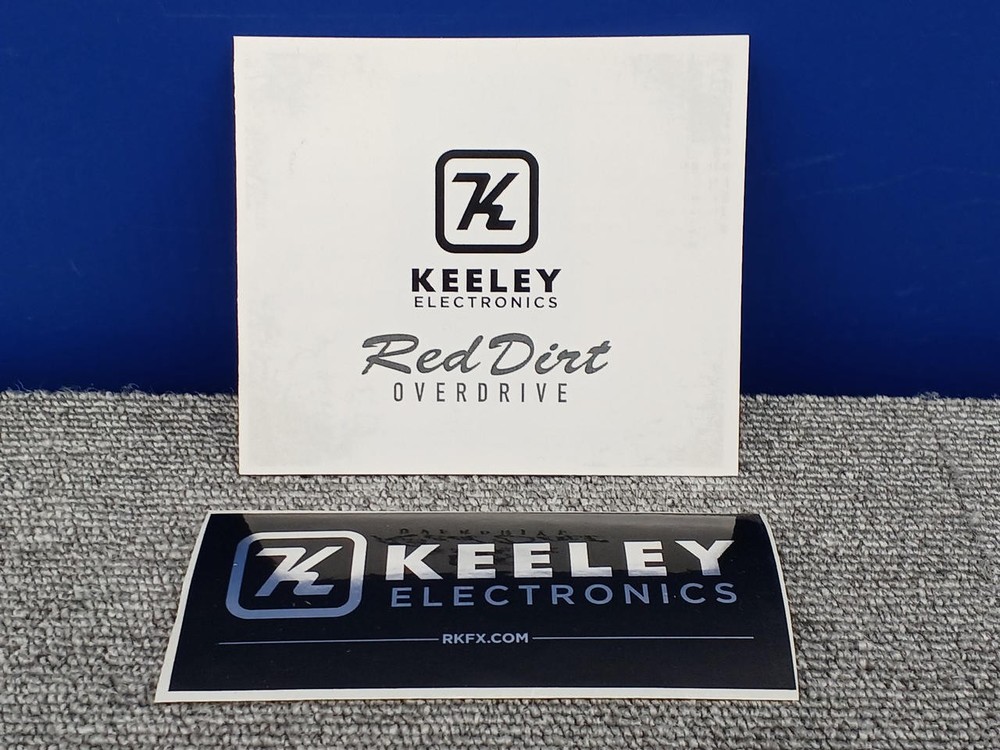 K
KEELEY
ELECTRONICS
Red Dirt
OVERDRIVE
K
KEELEY
ELECTRONICS
RKFX.COM